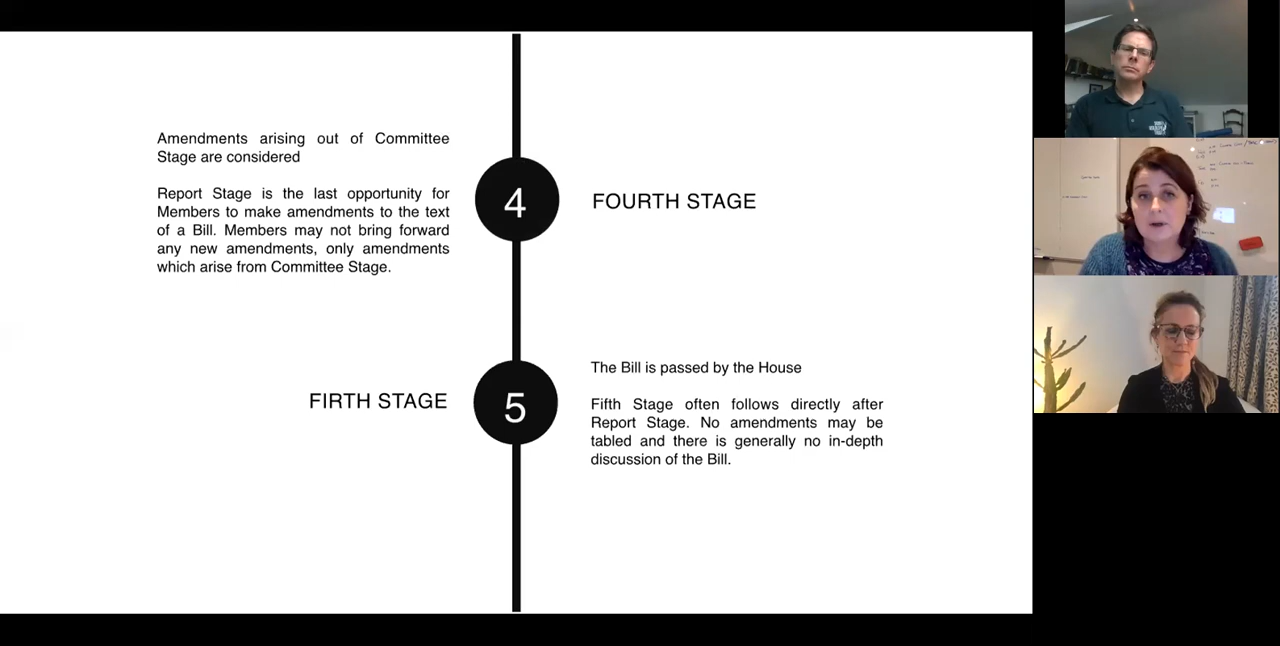 Amendments arising out of Committee
Stage are considered
Report Stage is the last opportunity for
Members to make amendments to the text
of a Bill. Members may not bring forward
any new amendments, only amendments
which arise from Committee Stage.
4
FOURTH STAGE
FIRTH STAGE
5
The Bill is passed by the House
Fifth Stage often follows directly after
Report Stage. No amendments may be
tabled and there is generally no in-depth
discussion of the Bill.